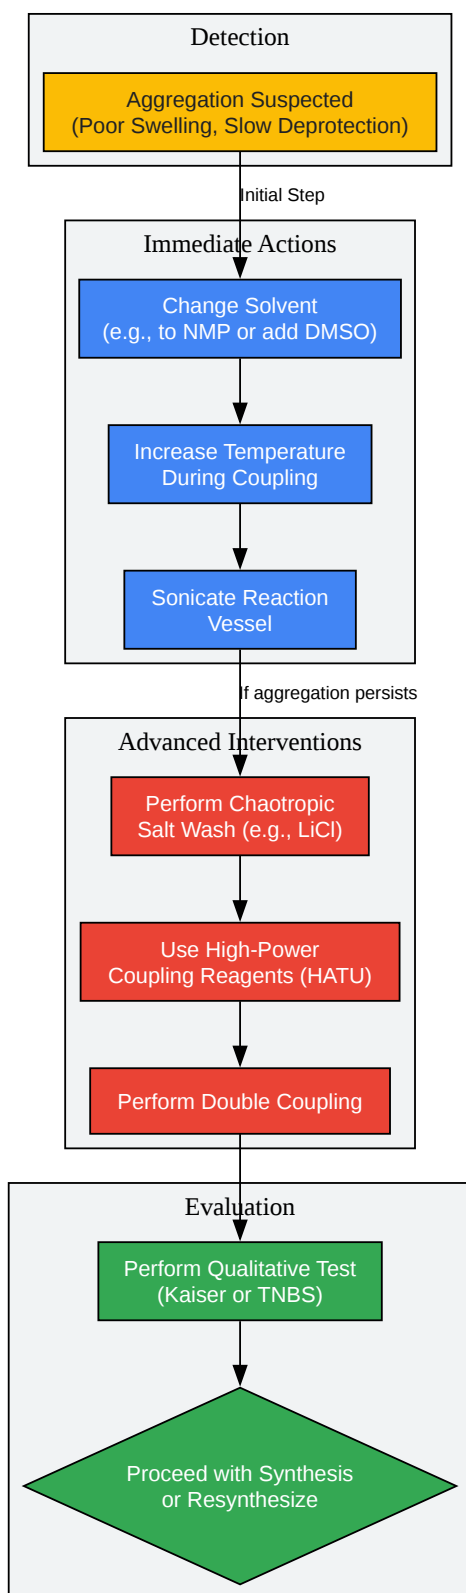 Detection
Aggregation Suspected
(Poor Swelling, Slow Deprotection)
Initial Step
Immediate Actions
Change Solvent
(e.g., to NMP or add DMSO)
Increase Temperature
During Coupling
Sonicate Reaction
Vessel
If aggregation persists
Advanced Interventions
Perform Chaotropic
Salt Wash (e.g., LiCl)
Use High-Power
Coupling Reagents (HATU)
Perform Double Coupling
Evaluation
Perform Qualitative Test
(Kaiser or TNBS)
Proceed with Synthesis
or Resynthesize